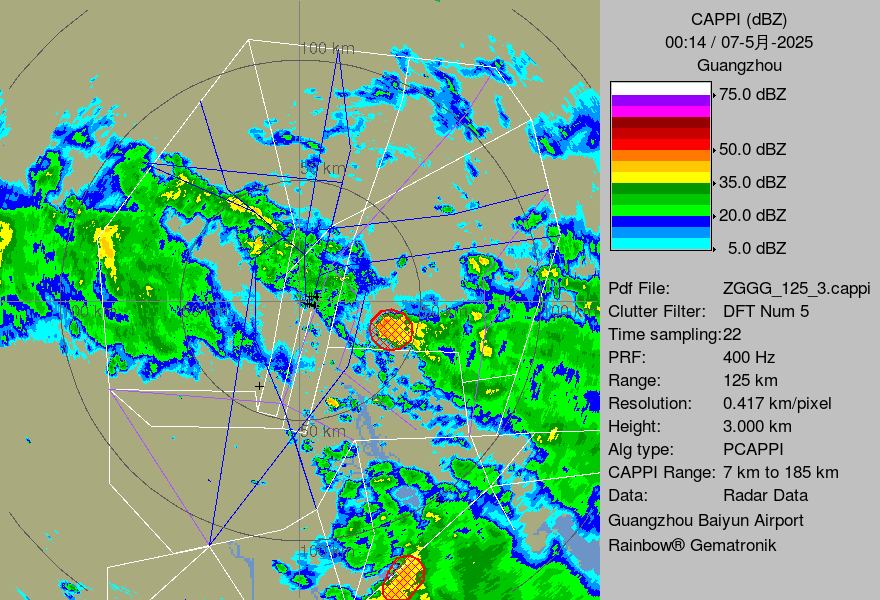 100 km
50 km
50 km
100 km
CAPPI (dBZ)
00:14 / 07-5月-2025
Guangzhou
75.0 dBZ
50.0 dBZ
35.0 dBZ
20.0 dBZ
5.0 dBZ
Pdf File: ZGGG_125_3.cappi
Clutter Filter: DFT Num 5
Time sampling:22
PRF: 400 Hz
Range: 125 km
Resolution: 0.417 km/pixel
Height: 3.000 km
Alg type: PCAPPI
CAPPI Range: 7 km to 185 km
Data: Radar Data
Guangzhou Baiyun Airport
Rainbow® Gematronik